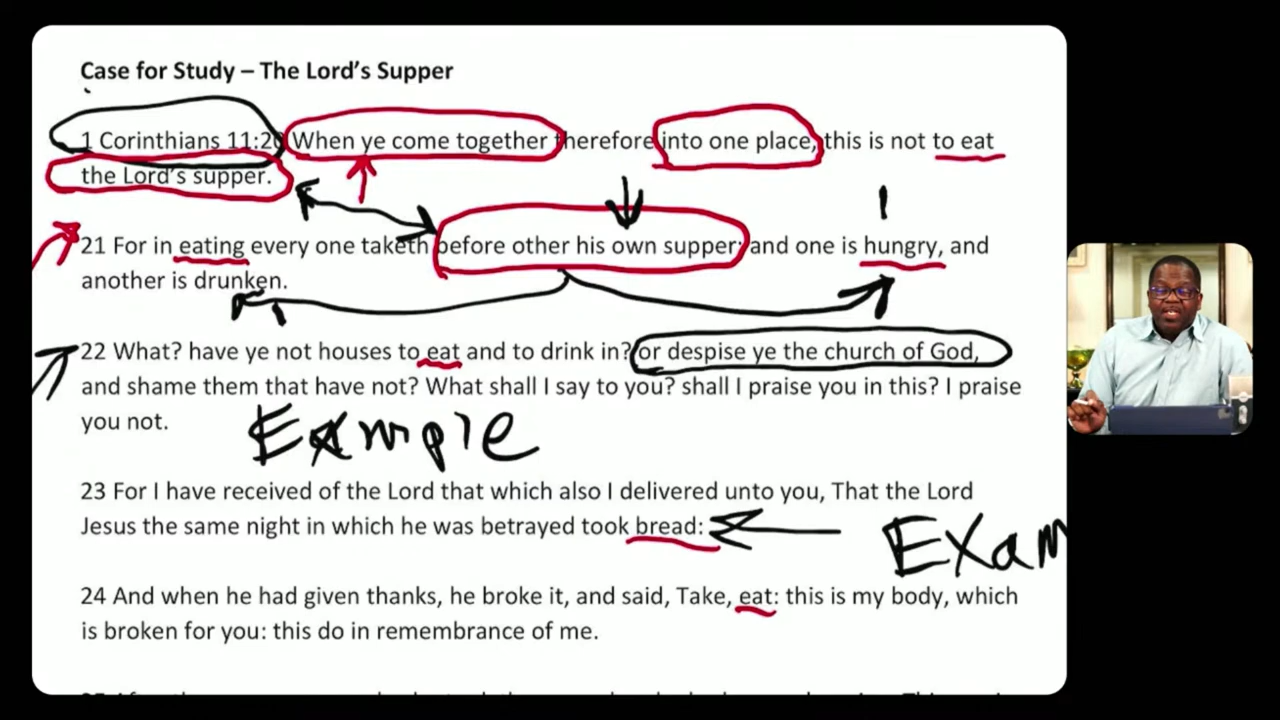 Case for Study – The Lord's Supper
1 Corinthians 11:20 When ye come together therefore into one place, this is not to eat
the Lord's supper.
21 For in eating every one taketh before other his own supper: and one is hungry, and
another is drunken.
22 What? have ye not houses to eat and to drink in? or despise ye the church of God,
and shame them that have not? What shall I say to you? shall I praise you in this? I praise
you not.
Example
23 For I have received of the Lord that which also I delivered unto you, That the Lord
Jesus the same night in which he was betrayed took bread:
Exam
24 And when he had given thanks, he broke it, and said, Take, eat: this is my body, which
is broken for you: this do in remembrance of me.